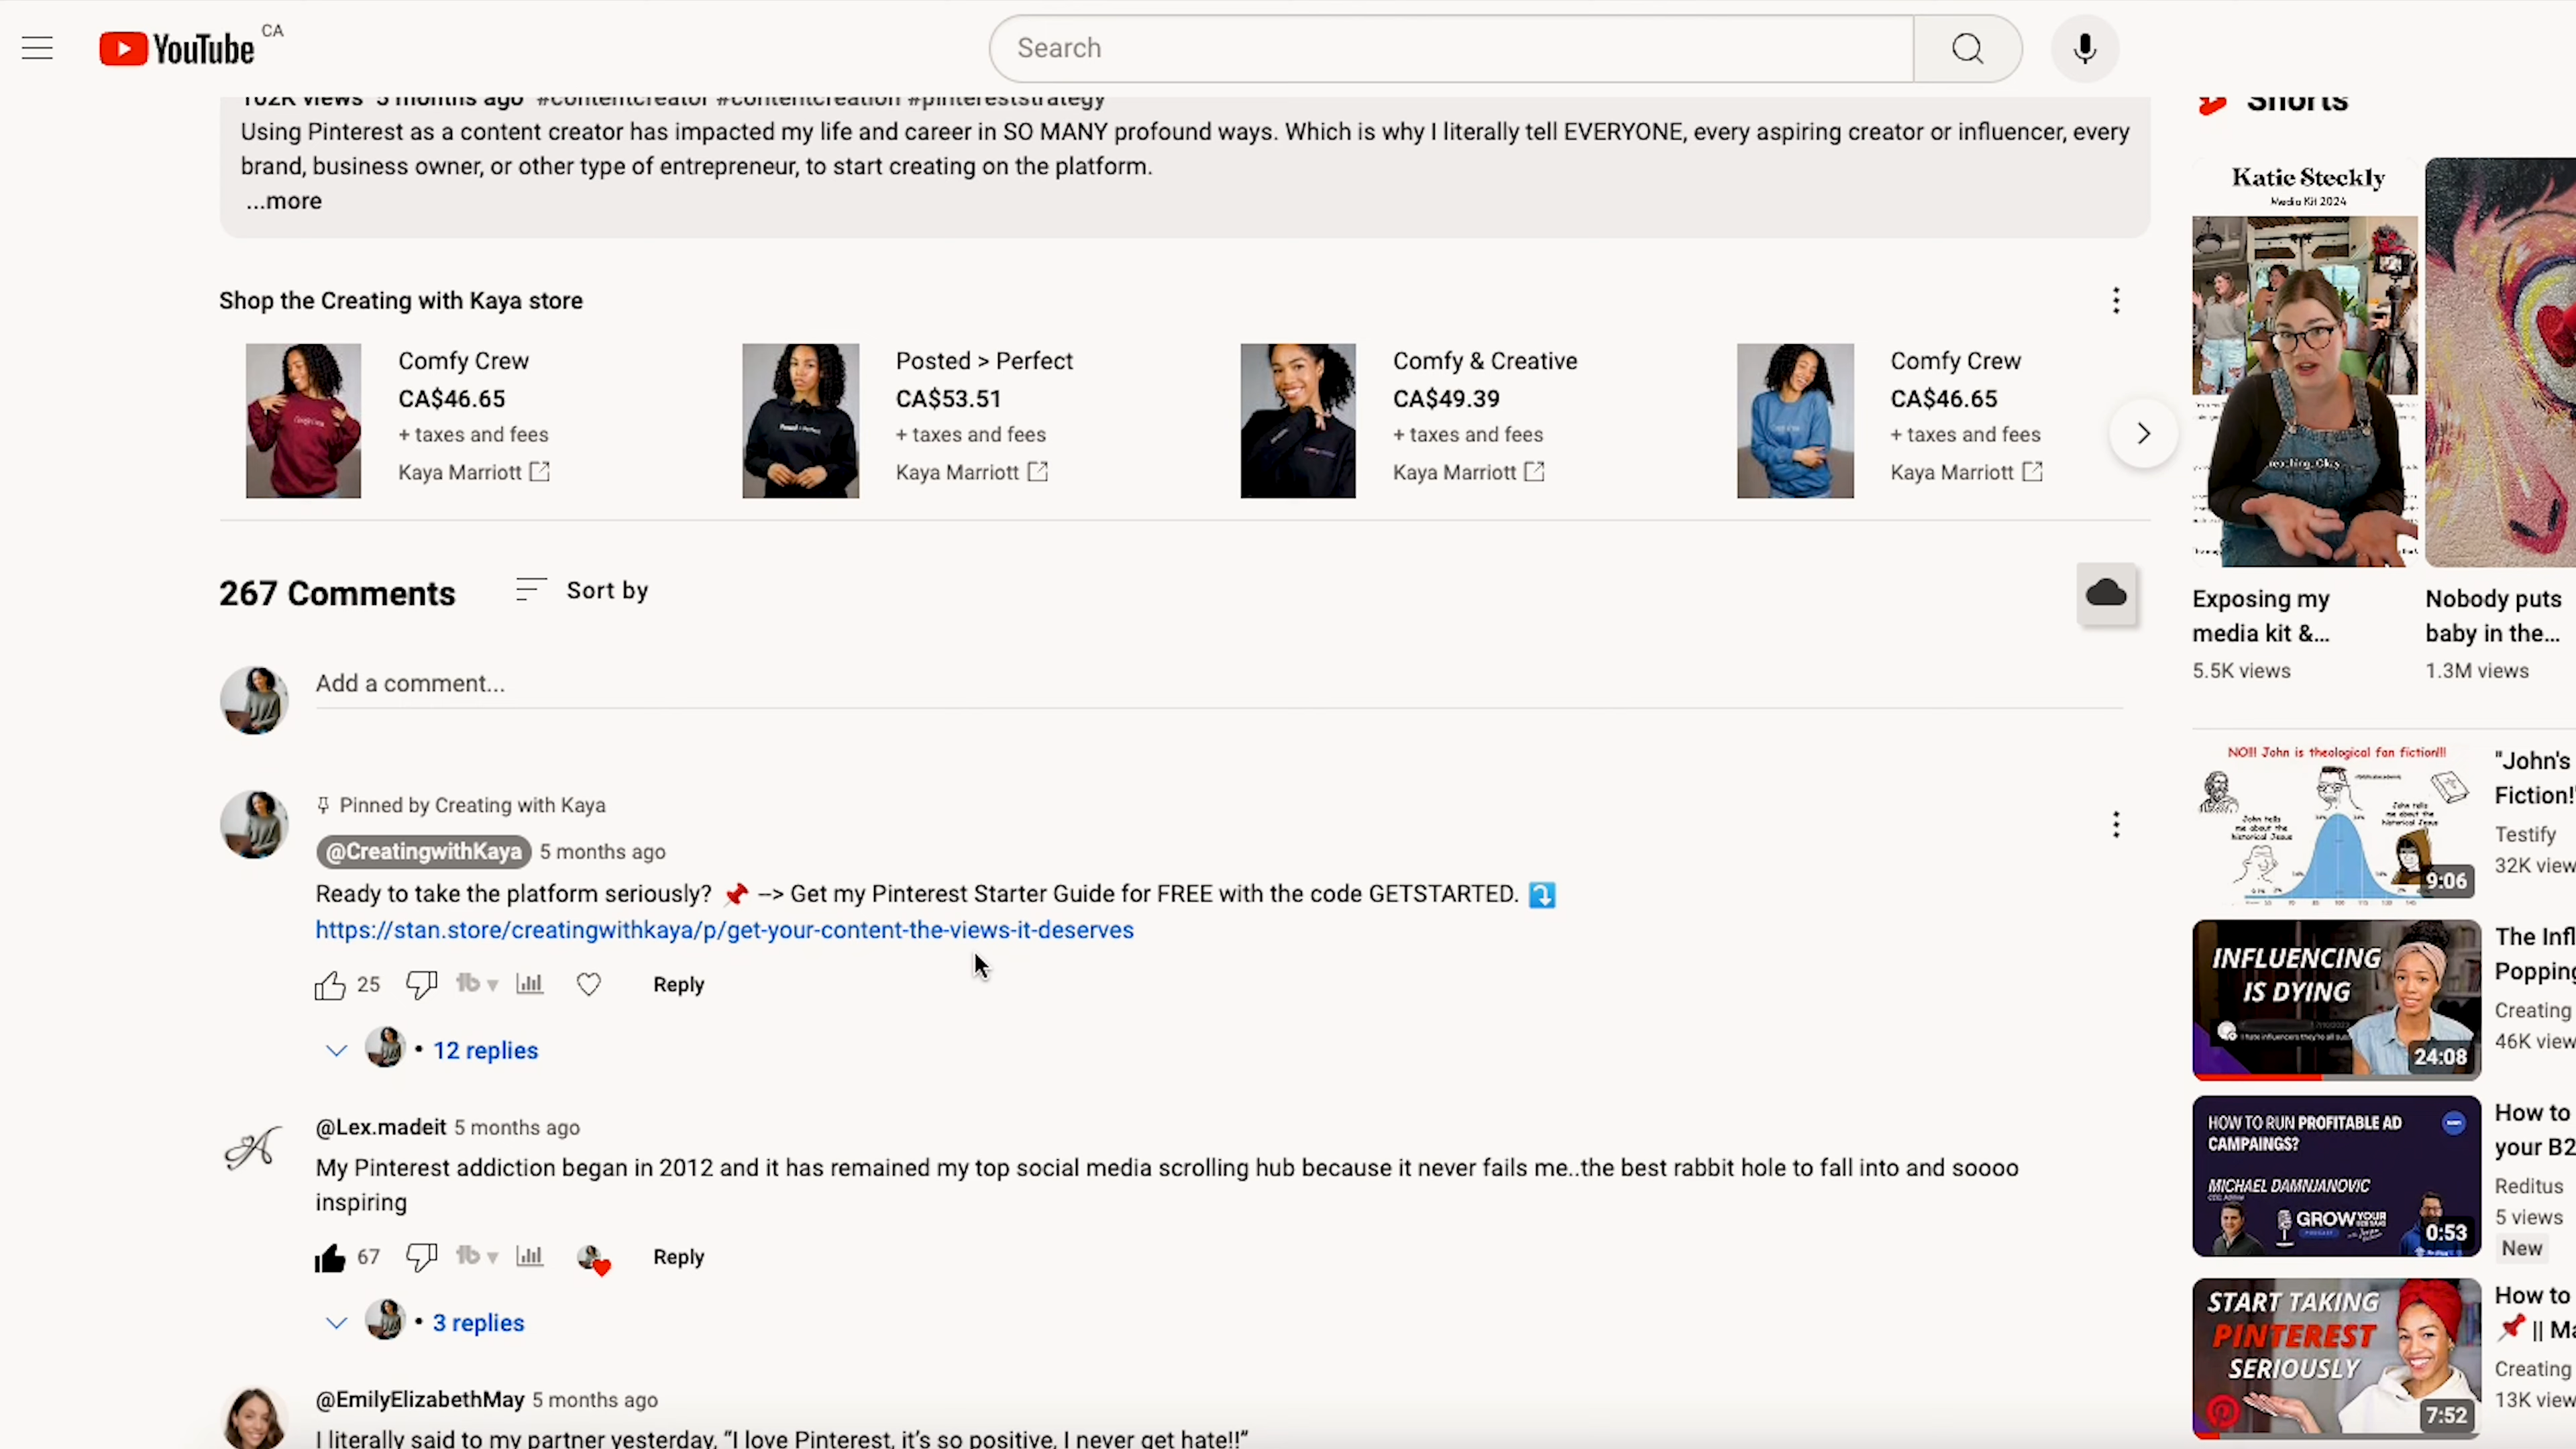 YouTube CA
Search
102K views 5 months ago #contentcreator #contentcreation #pintereststrategy
Using Pinterest as a content creator has impacted my life and career in SO MANY profound ways. Which is why I literally tell EVERYONE, every aspiring creator or influencer, every
brand, business owner, or other type of entrepreneur, to start creating on the platform.
...more
Shop the Creating with Kaya store
Comfy Crew
CA$46.65
+ taxes and fees
Kaya Marriott
Posted > Perfect
CA$53.51
+ taxes and fees
Kaya Marriott
Comfy & Creative
CA$49.39
+ taxes and fees
Kaya Marriott
Comfy Crew
CA$46.65
+ taxes and fees
Kaya Marriott
267 Comments
Sort by
Add a comment...
Pinned by Creating with Kaya
@CreatingwithKaya 5 months ago
Ready to take the platform seriously? 📌 --> Get my Pinterest Starter Guide for FREE with the code GETSTARTED. ⤵️
https://stan.store/creatingwithkaya/p/get-your-content-the-views-it-deserves
25
Reply
12 replies
@Lex.madeit 5 months ago
My Pinterest addiction began in 2012 and it has remained my top social media scrolling hub because it never fails me..the best rabbit hole to fall into and soooo
inspiring
67
Reply
3 replies
@EmilyElizabethMay 5 months ago
I literally said to my partner yesterday, “I love Pinterest, it’s so positive, I never get hate!!”
Shorts
Katie Steckly
Media Kit 2024
reaching. Okay
Exposing my
media kit &...
5.5K views
Nobody puts
baby in the...
1.3M views
NO!!! John is theological fan fiction!!!
John tells
me about the
historical Jesus
John tells
me about the
historical Jesus
9:06
"John's
Fiction!"
Testify
32K view
INFLUENCING
IS DYING
24:08
The Infl
Popping
Creating
46K view
HOW TO RUN PROFITABLE AD
CAMPAINGS?
MICHAEL DAMNJANOVIC
GROW YOUR
PODCAST
0:53
How to
your B2
Reditus
5 views
New
START TAKING
PINTEREST
SERIOUSLY
7:52
How to
📌 || Ma
Creating
13K view